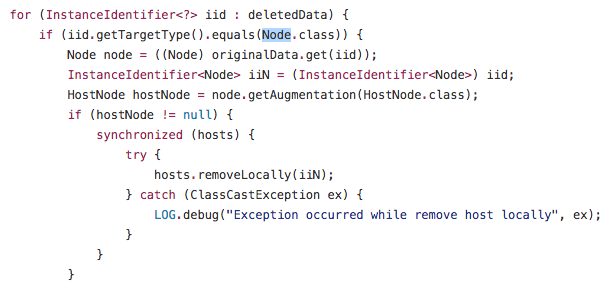 for (InstanceIdentifier<?> iid : deletedData) {
    if (iid.getTargetType().equals(Node.class)) {
        Node node = ((Node) originalData.get(iid));
        InstanceIdentifier<Node> iiN = (InstanceIdentifier<Node>) iid;
        HostNode hostNode = node.getAugmentation(HostNode.class);
        if (hostNode != null) {
            synchronized (hosts) {
                try {
                    hosts.removeLocally(iiN);
                } catch (ClassCastException ex) {
                    LOG.debug("Exception occurred while remove host locally", ex);
                }
            }
        }